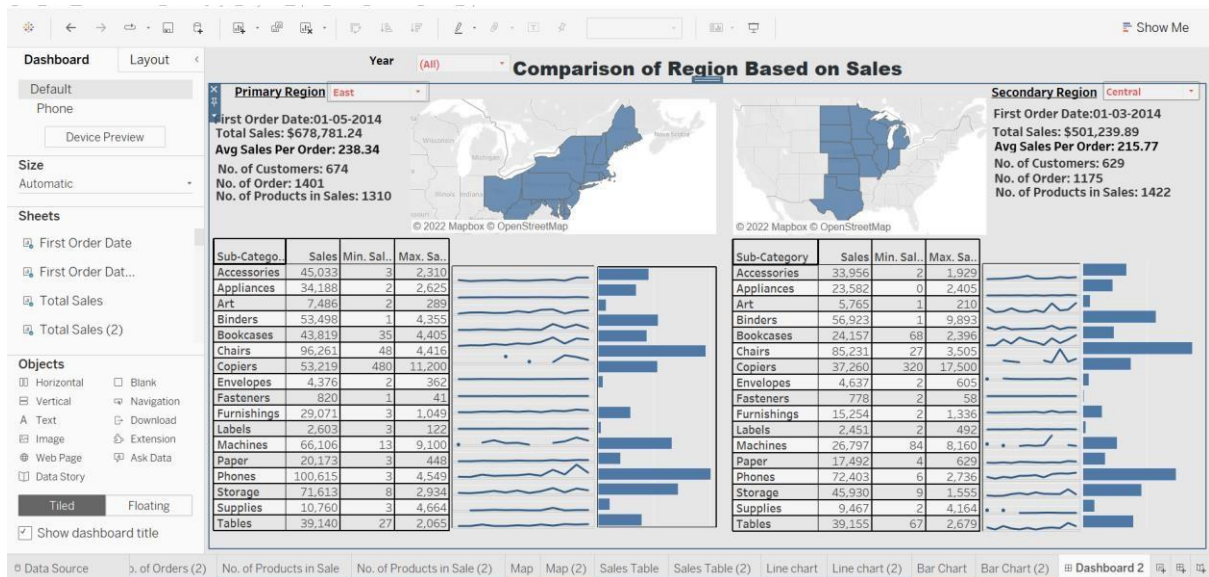 Show Me
Dashboard
Layout
Default
Phone
Device Preview
Size
Automatic
Sheets
First Order Date
First Order Dat...
Total Sales
Total Sales (2)
Objects
Horizontal
Blank
Vertical
Navigation
A Text
Download
Image
Extension
Web Page
Ask Data
Data Story
Tiled
Floating
Show dashboard title
Year
(All)
Comparison of Region Based on Sales
Primary Region East
First Order Date:01-05-2014
Total Sales: $678,781.24
Avg Sales Per Order: 238.34
No. of Customers: 674
No. of Order: 1401
No. of Products in Sales: 1310
Wisconsin
Michigan
Illinois Indiana
Nova Scotia
© 2022 Mapbox © OpenStreetMap
© 2022 Mapbox © OpenStreetMap
Secondary Region Central
First Order Date:01-03-2014
Total Sales: $501,239.89
Avg Sales Per Order: 215.77
No. of Customers: 629
No. of Order: 1175
No. of Products in Sales: 1422
Sub-Catego.. Sales Min. Sal.. Max. Sa..
Accessories 45,033 3 2,310
Appliances 34,188 2 2,625
Art 7,486 2 289
Binders 53,498 1 4,355
Bookcases 43,819 35 4,405
Chairs 96,261 48 4,416
Copiers 53,219 480 11,200
Envelopes 4,376 2 362
Fasteners 820 1 41
Furnishings 29,071 3 1,049
Labels 2,603 3 122
Machines 66,106 13 9,100
Paper 20,173 3 448
Phones 100,615 3 4,549
Storage 71,613 8 2,934
Supplies 10,760 3 4,664
Tables 39,140 27 2,065
Sub-Category Sales Min. Sal.. Max. Sa..
Accessories 33,956 2 1,929
Appliances 23,582 0 2,405
Art 5,765 1 210
Binders 56,923 1 9,893
Bookcases 24,157 68 2,396
Chairs 85,231 27 3,505
Copiers 37,260 320 17,500
Envelopes 4,637 2 605
Fasteners 778 2 58
Furnishings 15,254 2 1,336
Labels 2,451 2 492
Machines 26,797 84 8,160
Paper 17,492 4 629
Phones 72,403 6 2,736
Storage 45,930 9 1,555
Supplies 9,467 2 4,164
Tables 39,155 67 2,679
Data Source
of Orders (2)
No. of Products in Sale
No. of Products in Sale (2)
Map
Map (2)
Sales Table
Sales Table (2)
Line chart
Line chart (2)
Bar Chart
Bar Chart (2)
Dashboard 2